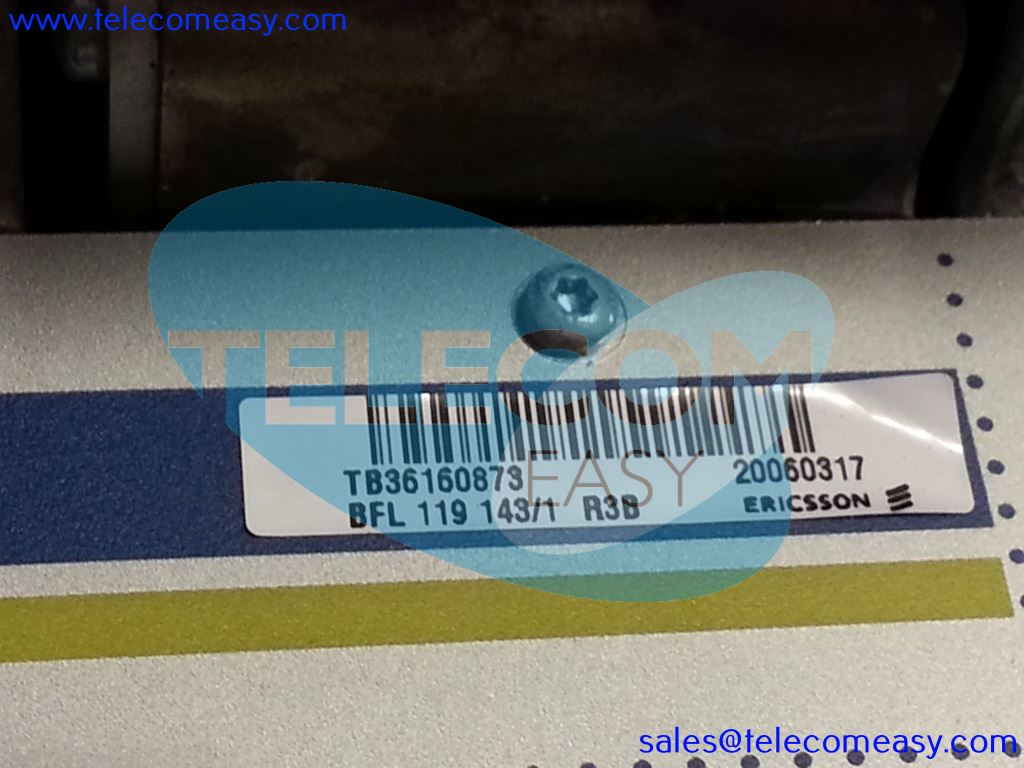 www.telecomeasy.com
TELECOM
EASY
TB36160873 20060317
BFL 119 143/1 R3B ERICSSON
sales@telecomeasy.com